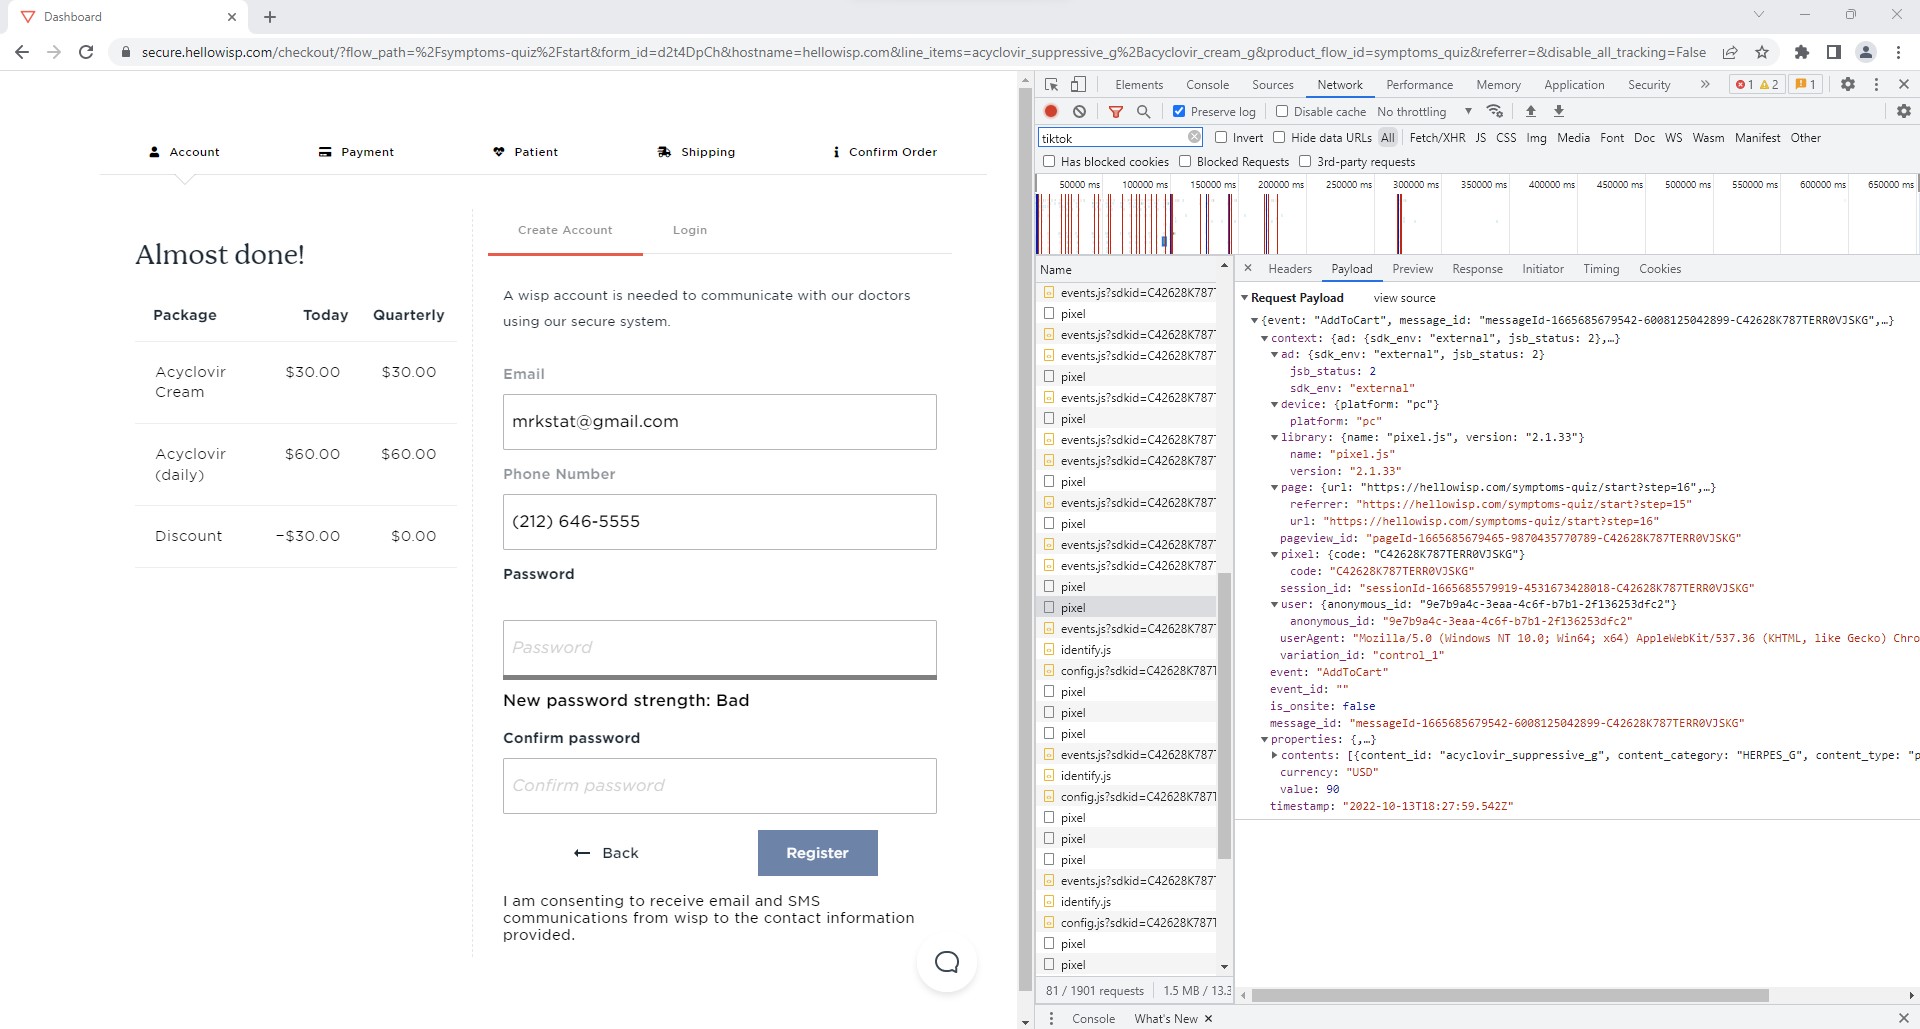 Dashboard
secure.hellowisp.com/checkout/?flow_path=%2Fsymptoms-quiz%2Fstart&form_id=d2t4DpCh&hostname=hellowisp.com&line_items=acyclovir_suppressive_g%2Bacyclovir_cream_g&product_flow_id=symptoms_quiz&referrer=&disable_all_tracking=False
Account Payment Patient Shipping Confirm Order
Almost done!
Package Today Quarterly
Acyclovir Cream $30.00 $30.00
Acyclovir (daily) $60.00 $60.00
Discount −$30.00 $0.00
Create Account Login
A wisp account is needed to communicate with our doctors
using our secure system.
Email
mrkstat@gmail.com
Phone Number
(212) 646-5555
Password
Password
New password strength: Bad
Confirm password
Confirm password
Back Register
I am consenting to receive email and SMS
communications from wisp to the contact information
provided.
Elements Console Sources Network Performance Memory Application Security » 1 2 1
Preserve log Disable cache No throttling
tiktok Invert Hide data URLs All Fetch/XHR JS CSS Img Media Font Doc WS Wasm Manifest Other
Has blocked cookies Blocked Requests 3rd-party requests
50000 ms 100000 ms 150000 ms 200000 ms 250000 ms 300000 ms 350000 ms 400000 ms 450000 ms 500000 ms 550000 ms 600000 ms 650000 ms
Name
events.js?sdkid=C42628K787
pixel
events.js?sdkid=C42628K787
events.js?sdkid=C42628K787
pixel
events.js?sdkid=C42628K787
pixel
events.js?sdkid=C42628K787
events.js?sdkid=C42628K787
pixel
events.js?sdkid=C42628K787
pixel
events.js?sdkid=C42628K787
events.js?sdkid=C42628K787
pixel
pixel
events.js?sdkid=C42628K787
identify.js
config.js?sdkid=C42628K787
pixel
pixel
pixel
events.js?sdkid=C42628K787
identify.js
config.js?sdkid=C42628K787
pixel
pixel
pixel
events.js?sdkid=C42628K787
identify.js
config.js?sdkid=C42628K787
pixel
pixel
81 / 1901 requests 1.5 MB / 13.3
Headers Payload Preview Response Initiator Timing Cookies
Request Payload view source
{event: "AddToCart", message_id: "messageId-1665685679542-6008125042899-C42628K787TERR0VJSKG",…}
context: {ad: {sdk_env: "external", jsb_status: 2},…}
ad: {sdk_env: "external", jsb_status: 2}
jsb_status: 2
sdk_env: "external"
device: {platform: "pc"}
platform: "pc"
library: {name: "pixel.js", version: "2.1.33"}
name: "pixel.js"
version: "2.1.33"
page: {url: "https://hellowisp.com/symptoms-quiz/start?step=16",…}
referrer: "https://hellowisp.com/symptoms-quiz/start?step=15"
url: "https://hellowisp.com/symptoms-quiz/start?step=16"
pageview_id: "pageId-1665685679465-9870435770789-C42628K787TERR0VJSKG"
pixel: {code: "C42628K787TERR0VJSKG"}
code: "C42628K787TERR0VJSKG"
session_id: "sessionId-1665685579919-4531673428018-C42628K787TERR0VJSKG"
user: {anonymous_id: "9e7b9a4c-3eaa-4c6f-b7b1-2f136253dfc2"}
anonymous_id: "9e7b9a4c-3eaa-4c6f-b7b1-2f136253dfc2"
userAgent: "Mozilla/5.0 (Windows NT 10.0; Win64; x64) AppleWebKit/537.36 (KHTML, like Gecko) Chro
variation_id: "control_1"
event: "AddToCart"
event_id: ""
is_onsite: false
message_id: "messageId-1665685679542-6008125042899-C42628K787TERR0VJSKG"
properties: {,…}
contents: [{content_id: "acyclovir_suppressive_g", content_category: "HERPES_G", content_type: "p
currency: "USD"
value: 90
timestamp: "2022-10-13T18:27:59.542Z"
Console What's New